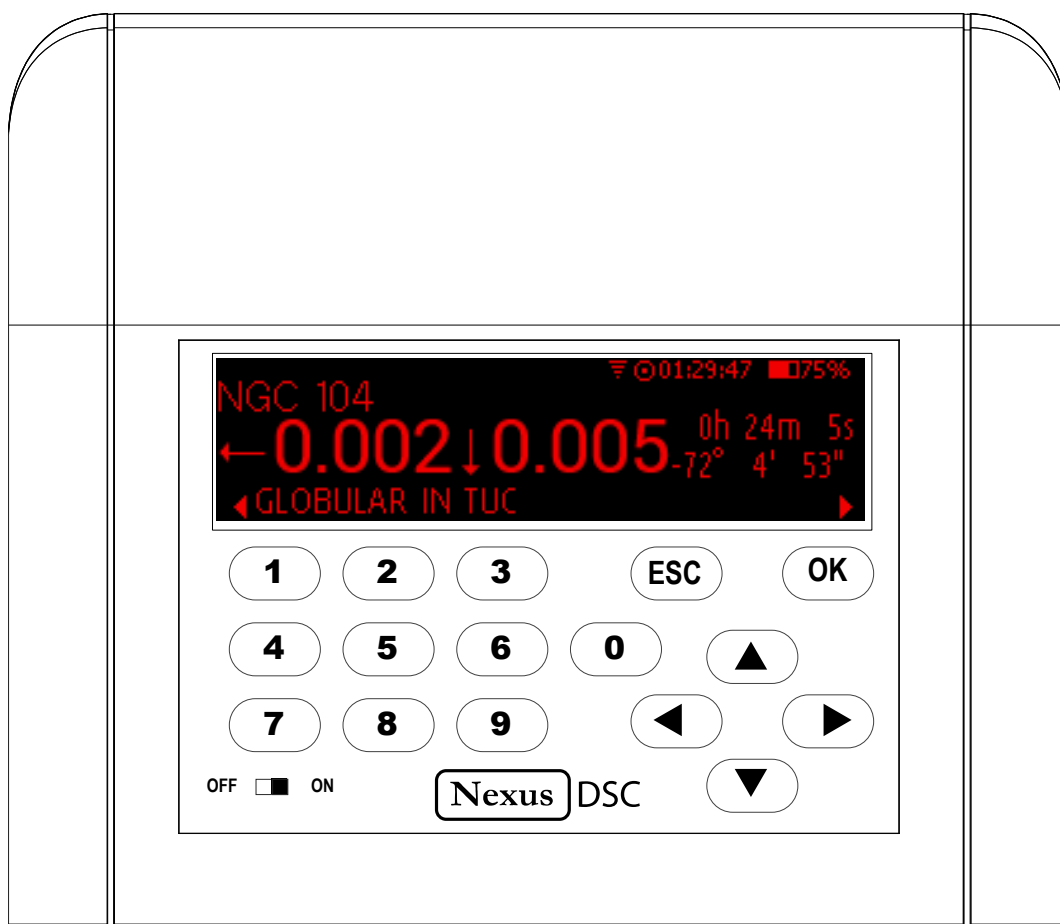 01:29:47 75%
NGC 104
←0.002↓0.005 0h 24m 5s
-72° 4' 53"
GLOBULAR IN TUC
1 2 3 ESC OK
4 5 6 0
7 8 9
OFF ON
Nexus DSC